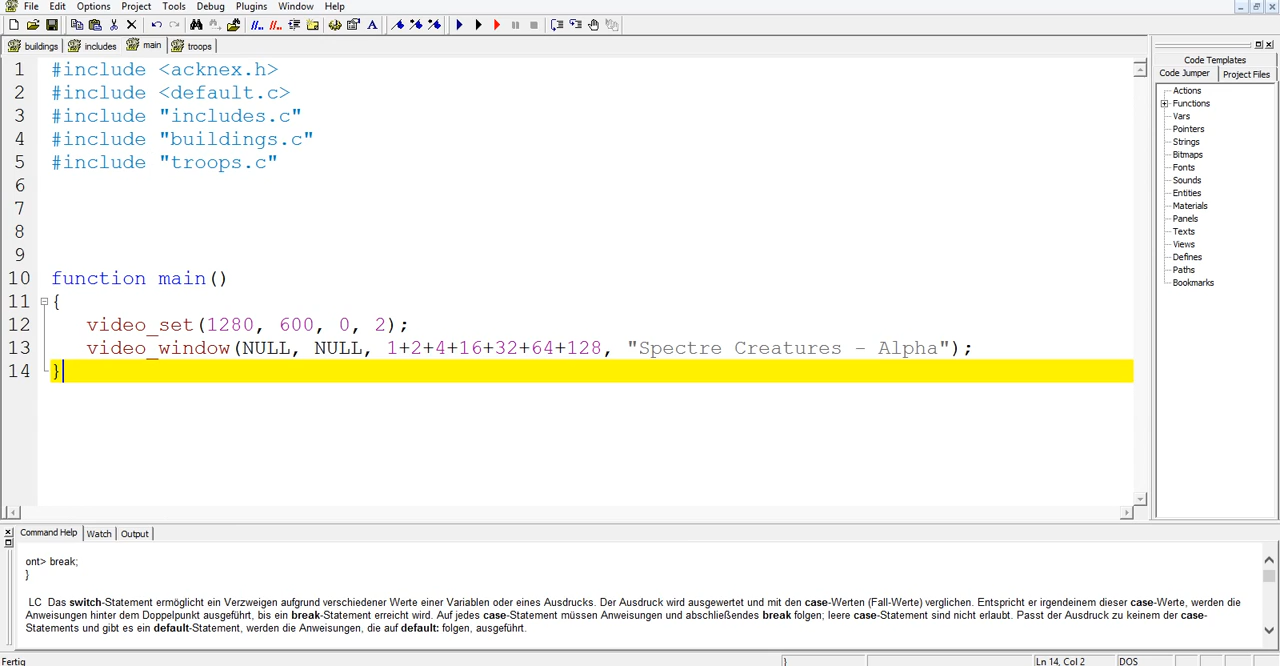 File Edit Options Project Tools Debug Plugins Window Help
buildings includes main troops
1 #include <acknex.h>
2 #include <default.c>
3 #include "includes.c"
4 #include "buildings.c"
5 #include "troops.c"
6
7
8
9
10 function main()
11 {
12 video_set(1280, 600, 0, 2);
13 video_window(NULL, NULL, 1+2+4+16+32+64+128, "Spectre Creatures - Alpha");
14 }
Code Templates
Code Jumper Project Files
Actions
Functions
Vars
Pointers
Strings
Bitmaps
Fonts
Sounds
Entities
Materials
Panels
Texts
Views
Defines
Paths
Bookmarks
Command Help Watch Output
ont> break;
}
LC Das switch-Statement ermöglicht ein Verzweigen aufgrund verschiedener Werte einer Variablen oder eines Ausdrucks. Der Ausdruck wird ausgewertet und mit den case-Werten (Fall-Werte) verglichen. Entspricht er irgendeinem dieser case-Werte, werden die
Anweisungen hinter dem Doppelpunkt ausgeführt, bis ein break-Statement erreicht wird. Auf jedes case-Statement müssen Anweisungen und abschließendes break folgen; leere case-Statement sind nicht erlaubt. Passt der Ausdruck zu keinem der case-
Statements und gibt es ein default-Statement, werden die Anweisungen, die auf default: folgen, ausgeführt.
Fertig } Ln 14, Col 2 DOS